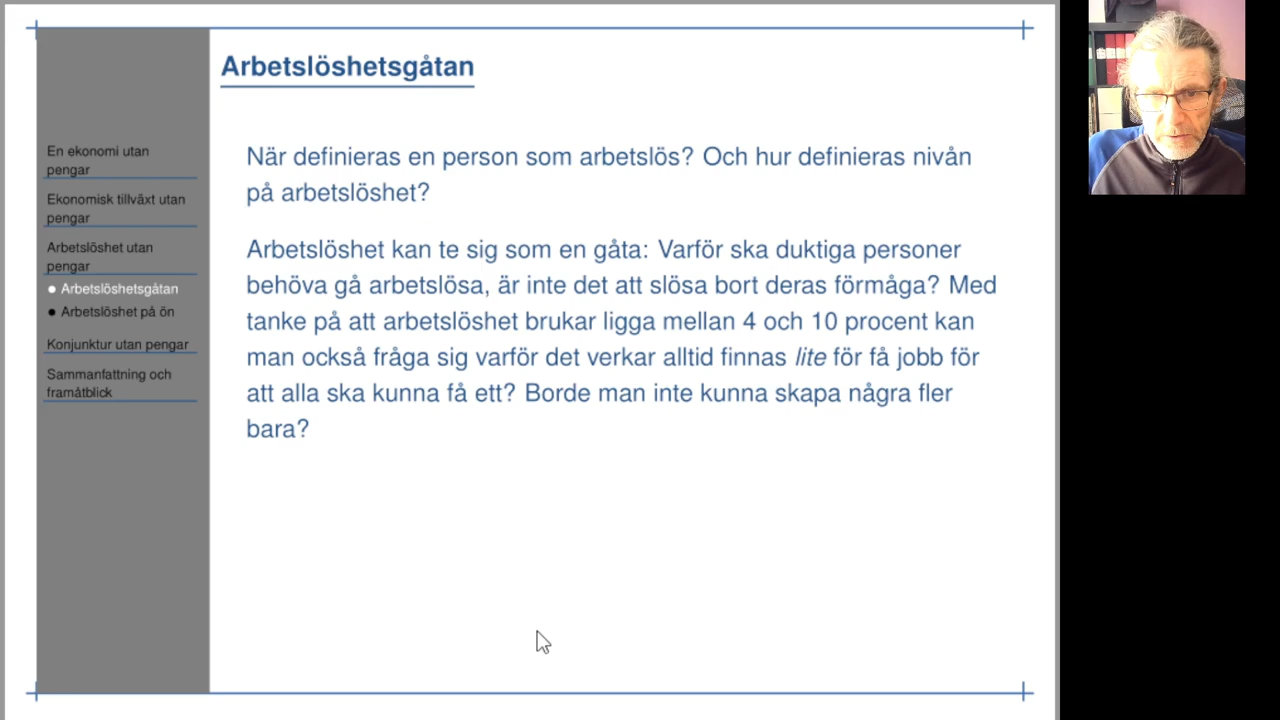 Arbetslöshetsgåtan
En ekonomi utan
pengar
Ekonomisk tillväxt utan
pengar
Arbetslöshet utan
pengar
● Arbetslöshetsgåtan
● Arbetslöshet på ön
Konjunktur utan pengar
Sammanfattning och
framåtblick
När definieras en person som arbetslös? Och hur definieras nivån
på arbetslöshet?
Arbetslöshet kan te sig som en gåta: Varför ska duktiga personer
behöva gå arbetslösa, är inte det att slösa bort deras förmåga? Med
tanke på att arbetslöshet brukar ligga mellan 4 och 10 procent kan
man också fråga sig varför det verkar alltid finnas lite för få jobb för
att alla ska kunna få ett? Borde man inte kunna skapa några fler
bara?